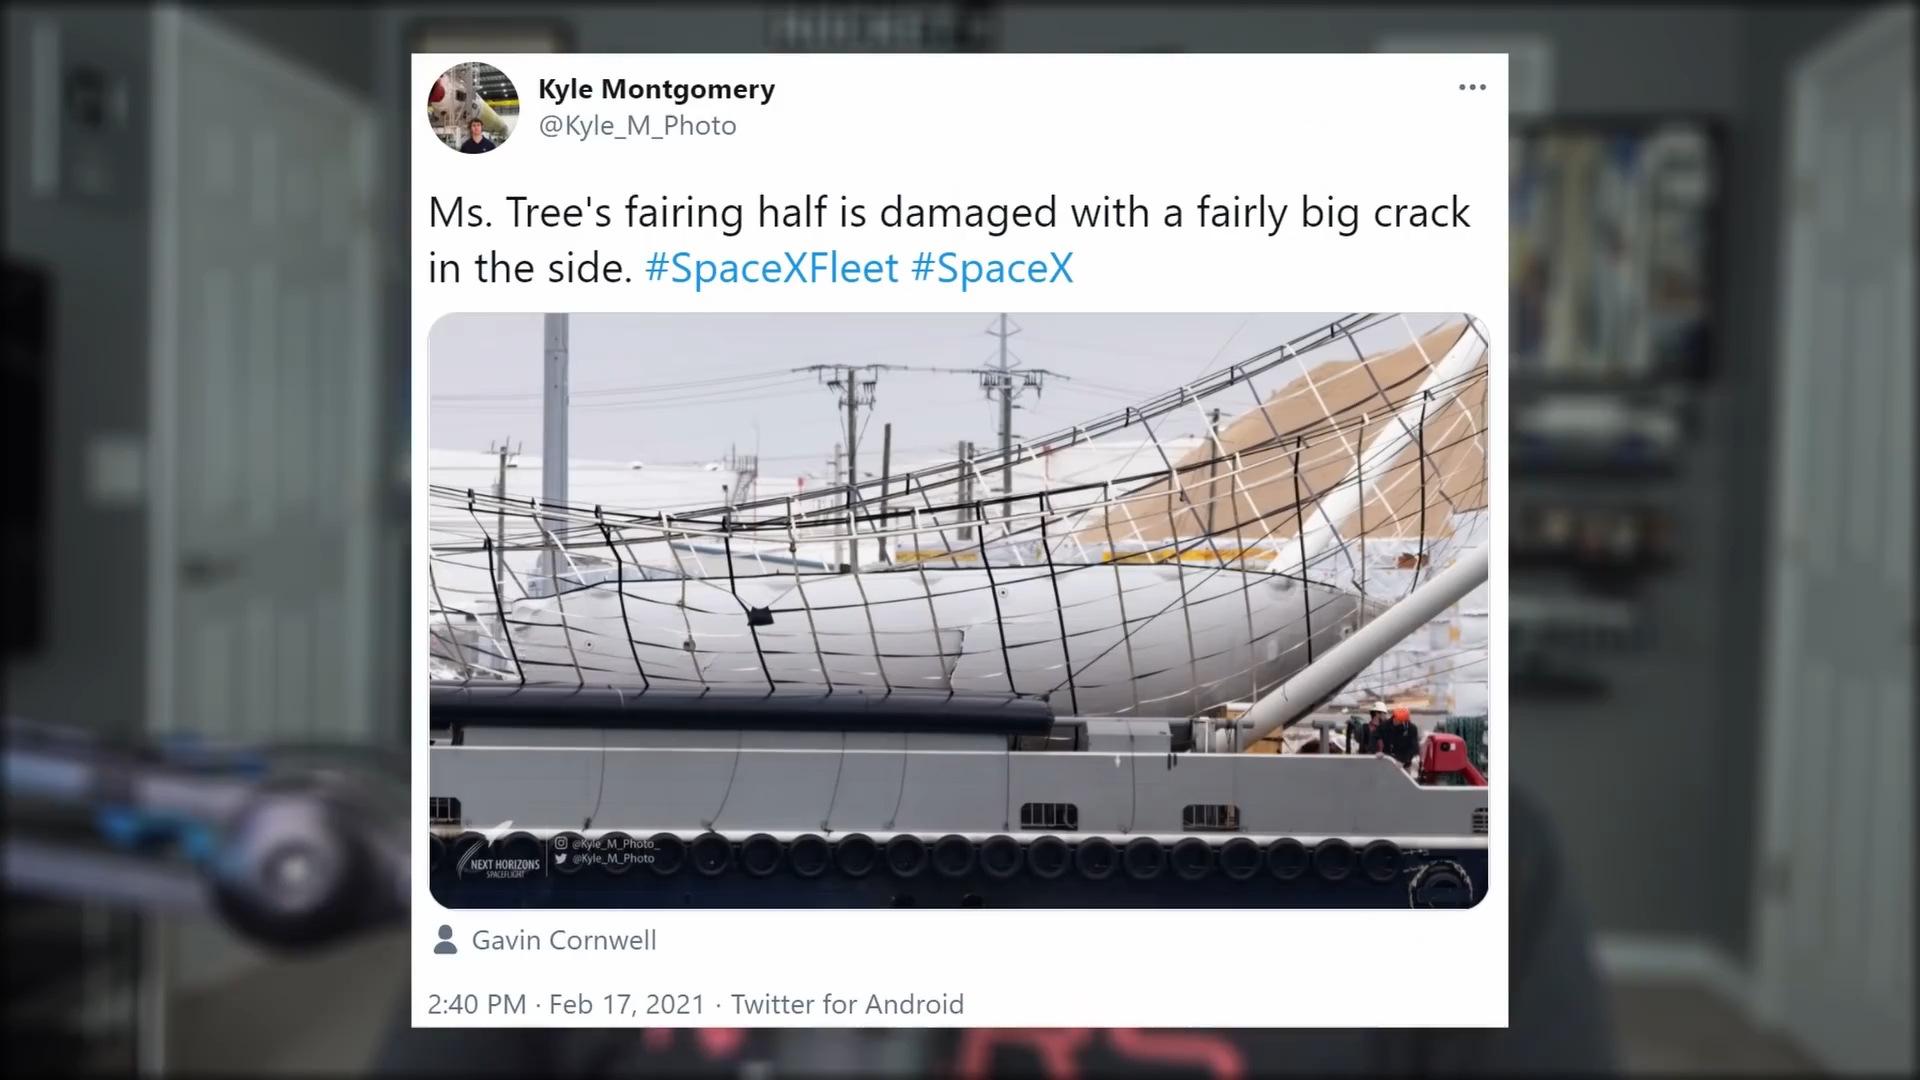 Kyle Montgomery
@Kyle_M_Photo
Ms. Tree's fairing half is damaged with a fairly big crack
in the side. #SpaceXFleet #SpaceX
@Kyle_M_Photo_
@Kyle_M_Photo
NEXT HORIZONS
SPACEFLIGHT
Gavin Cornwell
2:40 PM · Feb 17, 2021 · Twitter for Android